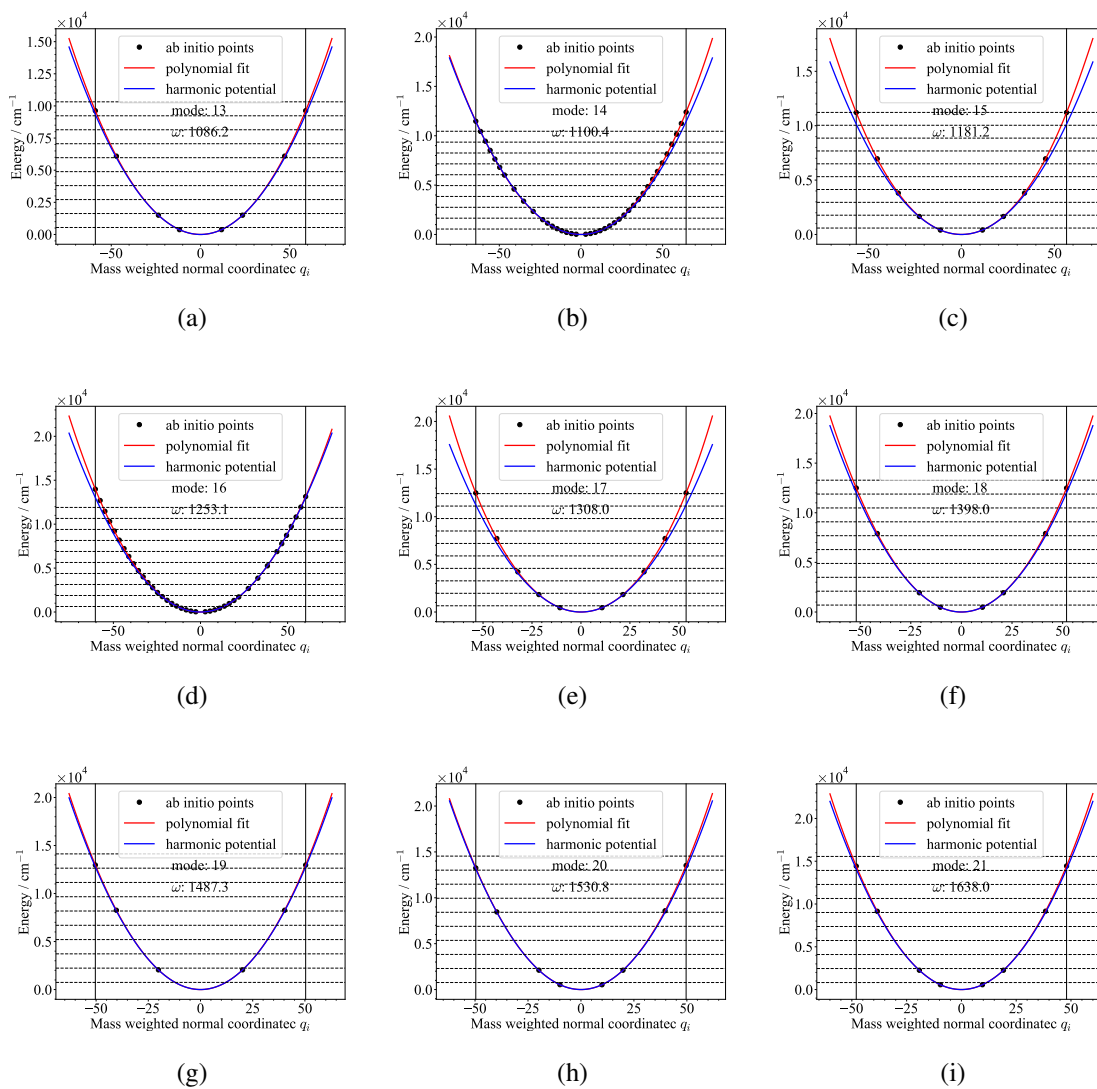 ×10⁴
1.5
1.25
1.0
0.75
0.5
0.25
0.00
Energy / cm⁻¹
ab initio points
polynomial fit
harmonic potential
mode: 13
ω: 1086.2
−50
0
50
Mass weighted normal coordinatec qᵢ
(a)
×10⁴
2.0
1.5
1.0
0.5
0.0
Energy / cm⁻¹
ab initio points
polynomial fit
harmonic potential
mode: 14
ω: 1100.4
−50
0
50
Mass weighted normal coordinatec qᵢ
(b)
×10⁴
1.5
1.0
0.5
0.0
Energy / cm⁻¹
ab initio points
polynomial fit
harmonic potential
mode: 15
ω: 1181.2
−50
0
50
Mass weighted normal coordinatec qᵢ
(c)
×10⁴
2.0
1.5
1.0
0.5
0.0
Energy / cm⁻¹
ab initio points
polynomial fit
harmonic potential
mode: 16
ω: 1253.1
−50
0
50
Mass weighted normal coordinatec qᵢ
(d)
×10⁴
2.0
1.5
1.0
0.5
0.0
Energy / cm⁻¹
ab initio points
polynomial fit
harmonic potential
mode: 17
ω: 1308.0
−50
−25
0
25
50
Mass weighted normal coordinatec qᵢ
(e)
×10⁴
2.0
1.5
1.0
0.5
0.0
Energy / cm⁻¹
ab initio points
polynomial fit
harmonic potential
mode: 18
ω: 1398.0
−50
−25
0
25
50
Mass weighted normal coordinatec qᵢ
(f)
×10⁴
2.0
1.5
1.0
0.5
0.0
Energy / cm⁻¹
ab initio points
polynomial fit
harmonic potential
mode: 19
ω: 1487.3
−50
−25
0
25
50
Mass weighted normal coordinatec qᵢ
(g)
×10⁴
2.0
1.5
1.0
0.5
0.0
Energy / cm⁻¹
ab initio points
polynomial fit
harmonic potential
mode: 20
ω: 1530.8
−50
−25
0
25
50
Mass weighted normal coordinatec qᵢ
(h)
×10⁴
2.0
1.5
1.0
0.5
0.0
Energy / cm⁻¹
ab initio points
polynomial fit
harmonic potential
mode: 21
ω: 1638.0
−50
−25
0
25
50
Mass weighted normal coordinatec qᵢ
(i)